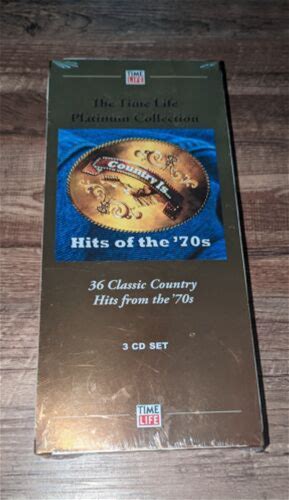 TIME
LIFE
The Time Life
Platinum Collection
Country Is...
Hits of the '70s
36 Classic Country
Hits from the '70s
3 CD SET
TIME
LIFE